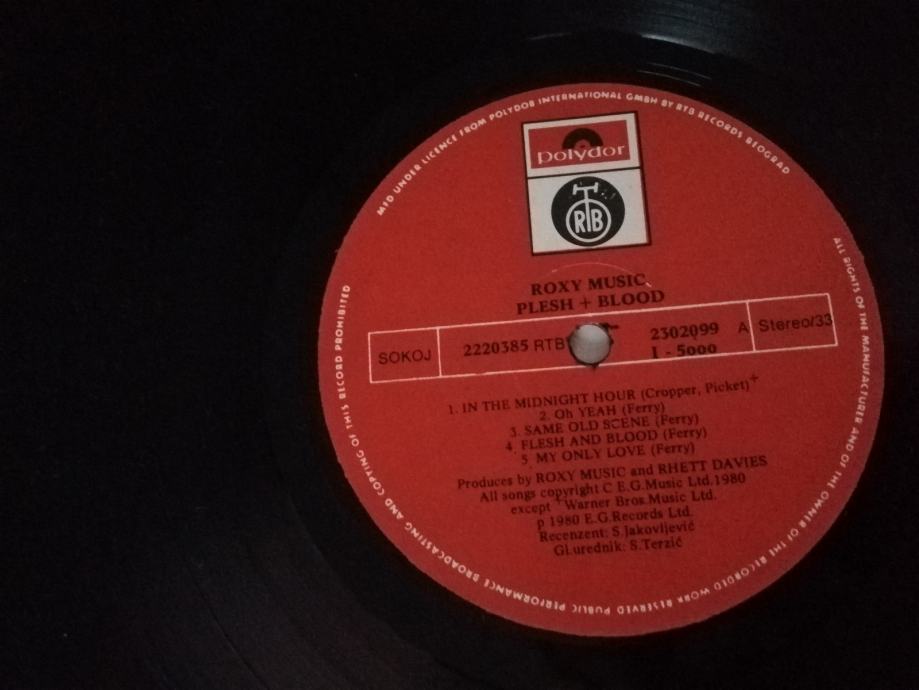 MFD UNDER LICENCE FROM POLYDOR INTERNATIONAL GMBH BY RTB RECORDS BEOGRAD
Polydor
RTB
ROXY MUSIC
PLESH + BLOOD
SOKOJ
2220385 RTB
2302099 A
I - 5000
Stereo/33
1. IN THE MIDNIGHT HOUR (Cropper, Picket)+
2. Oh YEAH (Ferry)
3. SAME OLD SCENE (Ferry)
4. FLESH AND BLOOD (Ferry)
5. MY ONLY LOVE (Ferry)
Produces by ROXY MUSIC and RHETT DAVIES
All songs copyright C E.G.Music Ltd.1980
except +Warner Bros.Music Ltd.
p 1980 E.G.Records Ltd.
Recenzent: S.Jakovljević
Gl.urednik: S.Terzić
ALL RIGHTS OF THE MANUFACTURER AND OF THE OWNER OF THE RECORDED WORK RESERVED PUBLIC PERFORMANCE BROADCASTING AND COPYING OF THIS RECORD PROHIBITED